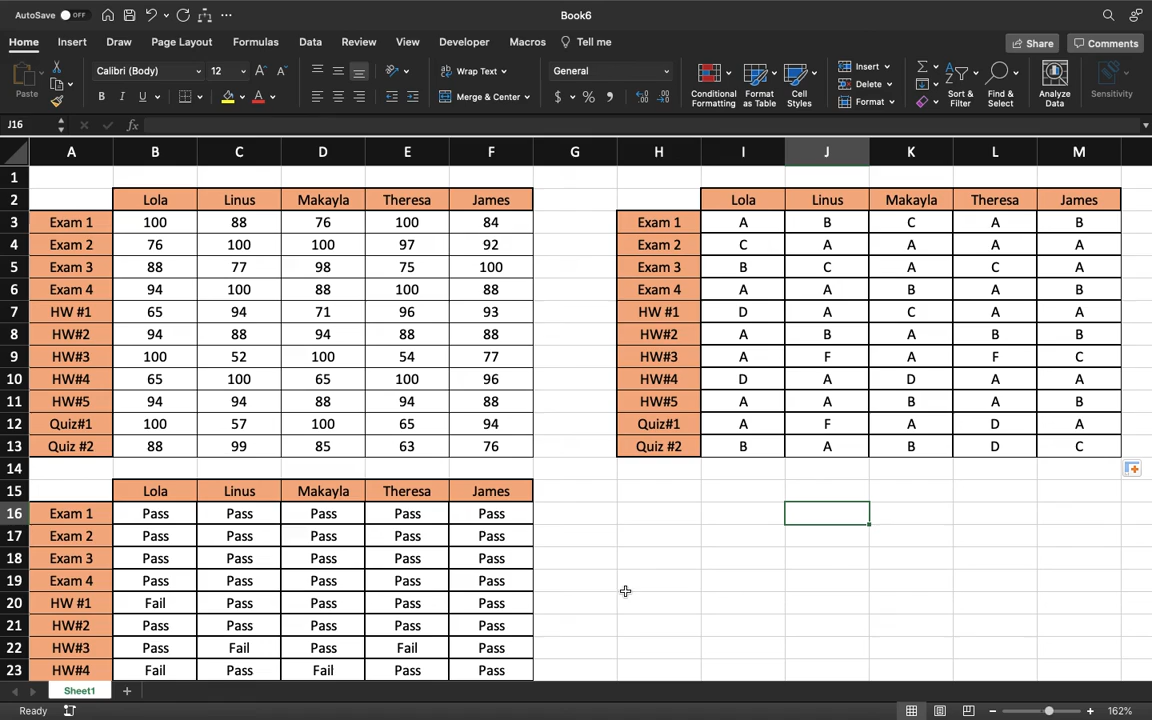 AutoSave OFF Book6
Home Insert Draw Page Layout Formulas Data Review View Developer Macros Tell me Share Comments
Paste Calibri (Body) 12 A A Wrap Text General Conditional Formatting Format as Table Cell Styles Insert Sort & Filter Find & Select Analyze Data Sensitivity
B I U A Merge & Center $ % Delete
Format
J16 fx
A B C D E F G H I J K L M
1
2 Lola Linus Makayla Theresa James Lola Linus Makayla Theresa James
3 Exam 1 100 88 76 100 84 Exam 1 A B C A B
4 Exam 2 76 100 100 97 92 Exam 2 C A A A A
5 Exam 3 88 77 98 75 100 Exam 3 B C A C A
6 Exam 4 94 100 88 100 88 Exam 4 A A B A B
7 HW #1 65 94 71 96 93 HW #1 D A C A A
8 HW#2 94 88 94 88 88 HW#2 A B A B B
9 HW#3 100 52 100 54 77 HW#3 A F A F C
10 HW#4 65 100 65 100 96 HW#4 D A D A A
11 HW#5 94 94 88 94 88 HW#5 A A B A B
12 Quiz#1 100 57 100 65 94 Quiz#1 A F A D A
13 Quiz #2 88 99 85 63 76 Quiz #2 B A B D C
14
15 Lola Linus Makayla Theresa James
16 Exam 1 Pass Pass Pass Pass Pass
17 Exam 2 Pass Pass Pass Pass Pass
18 Exam 3 Pass Pass Pass Pass Pass
19 Exam 4 Pass Pass Pass Pass Pass
20 HW #1 Fail Pass Pass Pass Pass
21 HW#2 Pass Pass Pass Pass Pass
22 HW#3 Pass Fail Pass Fail Pass
23 HW#4 Fail Pass Fail Pass Pass
Sheet1
Ready 162%